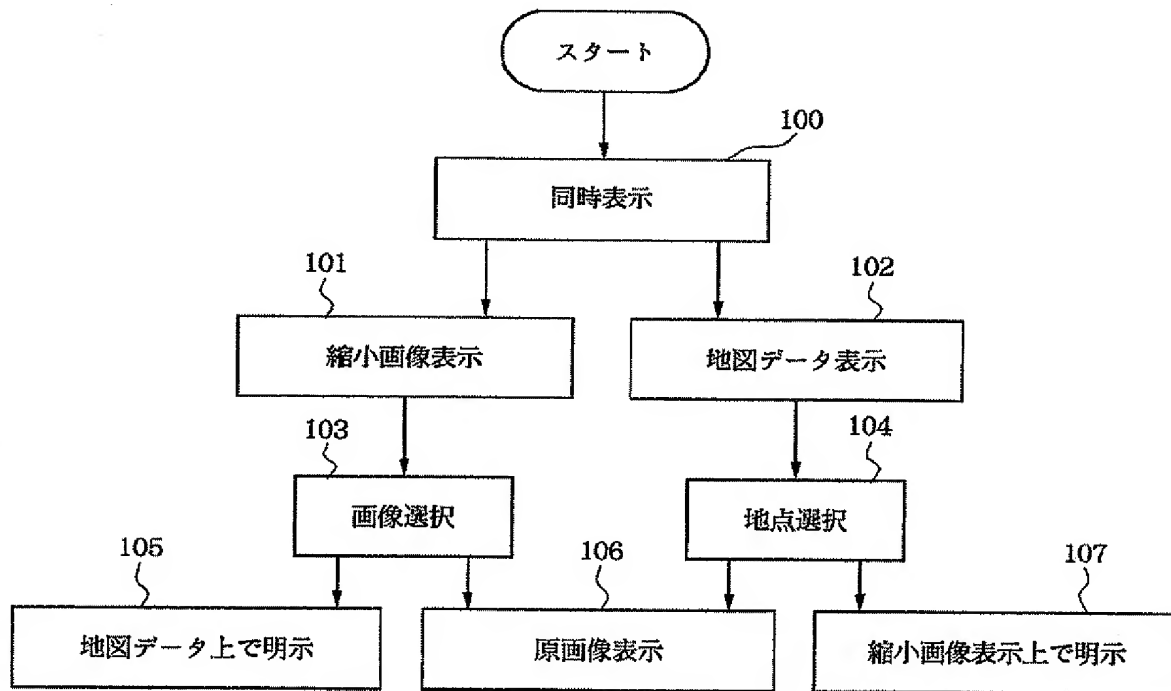 スタート
100
同時表示
101
102
縮小画像表示
地図データ表示
103
104
画像選択
地点選択
105
106
107
地図データ上で明示
原画像表示
縮小画像表示上で明示